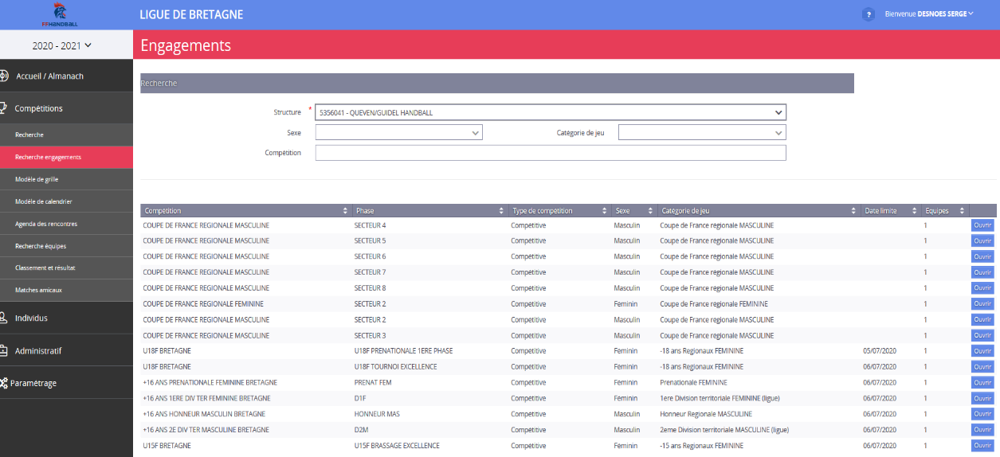 FFHANDBALL
LIGUE DE BRETAGNE
?
Bienvenue DESNOES SERGE
2020 - 2021
Engagements
Accueil / Almanach
Compétitions
Recherche
Recherche engagements
Modèle de grille
Modèle de calendrier
Agenda des rencontres
Recherche équipes
Classement et résultat
Matches amicaux
Individus
Administratif
Paramétrage
Recherche
Structure * 5356041 - QUEVEN/GUIDEL HANDBALL
Sexe Catégorie de jeu
Compétition
Compétition Phase Type de compétition Sexe Catégorie de jeu Date limite Equipes
COUPE DE FRANCE REGIONALE MASCULINE SECTEUR 4 Compétitive Masculin Coupe de France régionale MASCULINE 1 Ouvrir
COUPE DE FRANCE REGIONALE MASCULINE SECTEUR 5 Compétitive Masculin Coupe de France régionale MASCULINE 1 Ouvrir
COUPE DE FRANCE REGIONALE MASCULINE SECTEUR 6 Compétitive Masculin Coupe de France régionale MASCULINE 1 Ouvrir
COUPE DE FRANCE REGIONALE MASCULINE SECTEUR 7 Compétitive Masculin Coupe de France régionale MASCULINE 1 Ouvrir
COUPE DE FRANCE REGIONALE MASCULINE SECTEUR 8 Compétitive Masculin Coupe de France régionale MASCULINE 1 Ouvrir
COUPE DE FRANCE REGIONALE FEMININE SECTEUR 2 Compétitive Féminin Coupe de France régionale FEMININE 1 Ouvrir
COUPE DE FRANCE REGIONALE MASCULINE SECTEUR 2 Compétitive Masculin Coupe de France régionale MASCULINE 1 Ouvrir
COUPE DE FRANCE REGIONALE MASCULINE SECTEUR 3 Compétitive Masculin Coupe de France régionale MASCULINE 1 Ouvrir
U18F BRETAGNE U18F PRENATIONALE 1ERE PHASE Compétitive Féminin -18 ans Regionaux FEMININE 05/07/2020 1 Ouvrir
U18F BRETAGNE U18F TOURNOI EXCELLENCE Compétitive Féminin -18 ans Regionaux FEMININE 06/07/2020 1 Ouvrir
+16 ANS PRENATIONALE FEMININE BRETAGNE PRENAT FEM Compétitive Féminin Prenationale FEMININE 06/07/2020 1 Ouvrir
+16 ANS 1ERE DIV TER FEMININE BRETAGNE D1F Compétitive Féminin 1ere Division territoriale FEMININE (ligue) 06/07/2020 1 Ouvrir
+16 ANS HONNEUR MASCULIN BRETAGNE HONNEUR MAS Compétitive Masculin Honneur Regionale MASCULINE 06/07/2020 1 Ouvrir
+16 ANS 2E DIV TER MASCULINE BRETAGNE D2M Compétitive Masculin 2eme Division territoriale MASCULINE (ligue) 06/07/2020 1 Ouvrir
U15F BRETAGNE U15F BRASSAGE EXCELLENCE Compétitive Féminin -15 ans Regionaux FEMININE 06/07/2020 1 Ouvrir